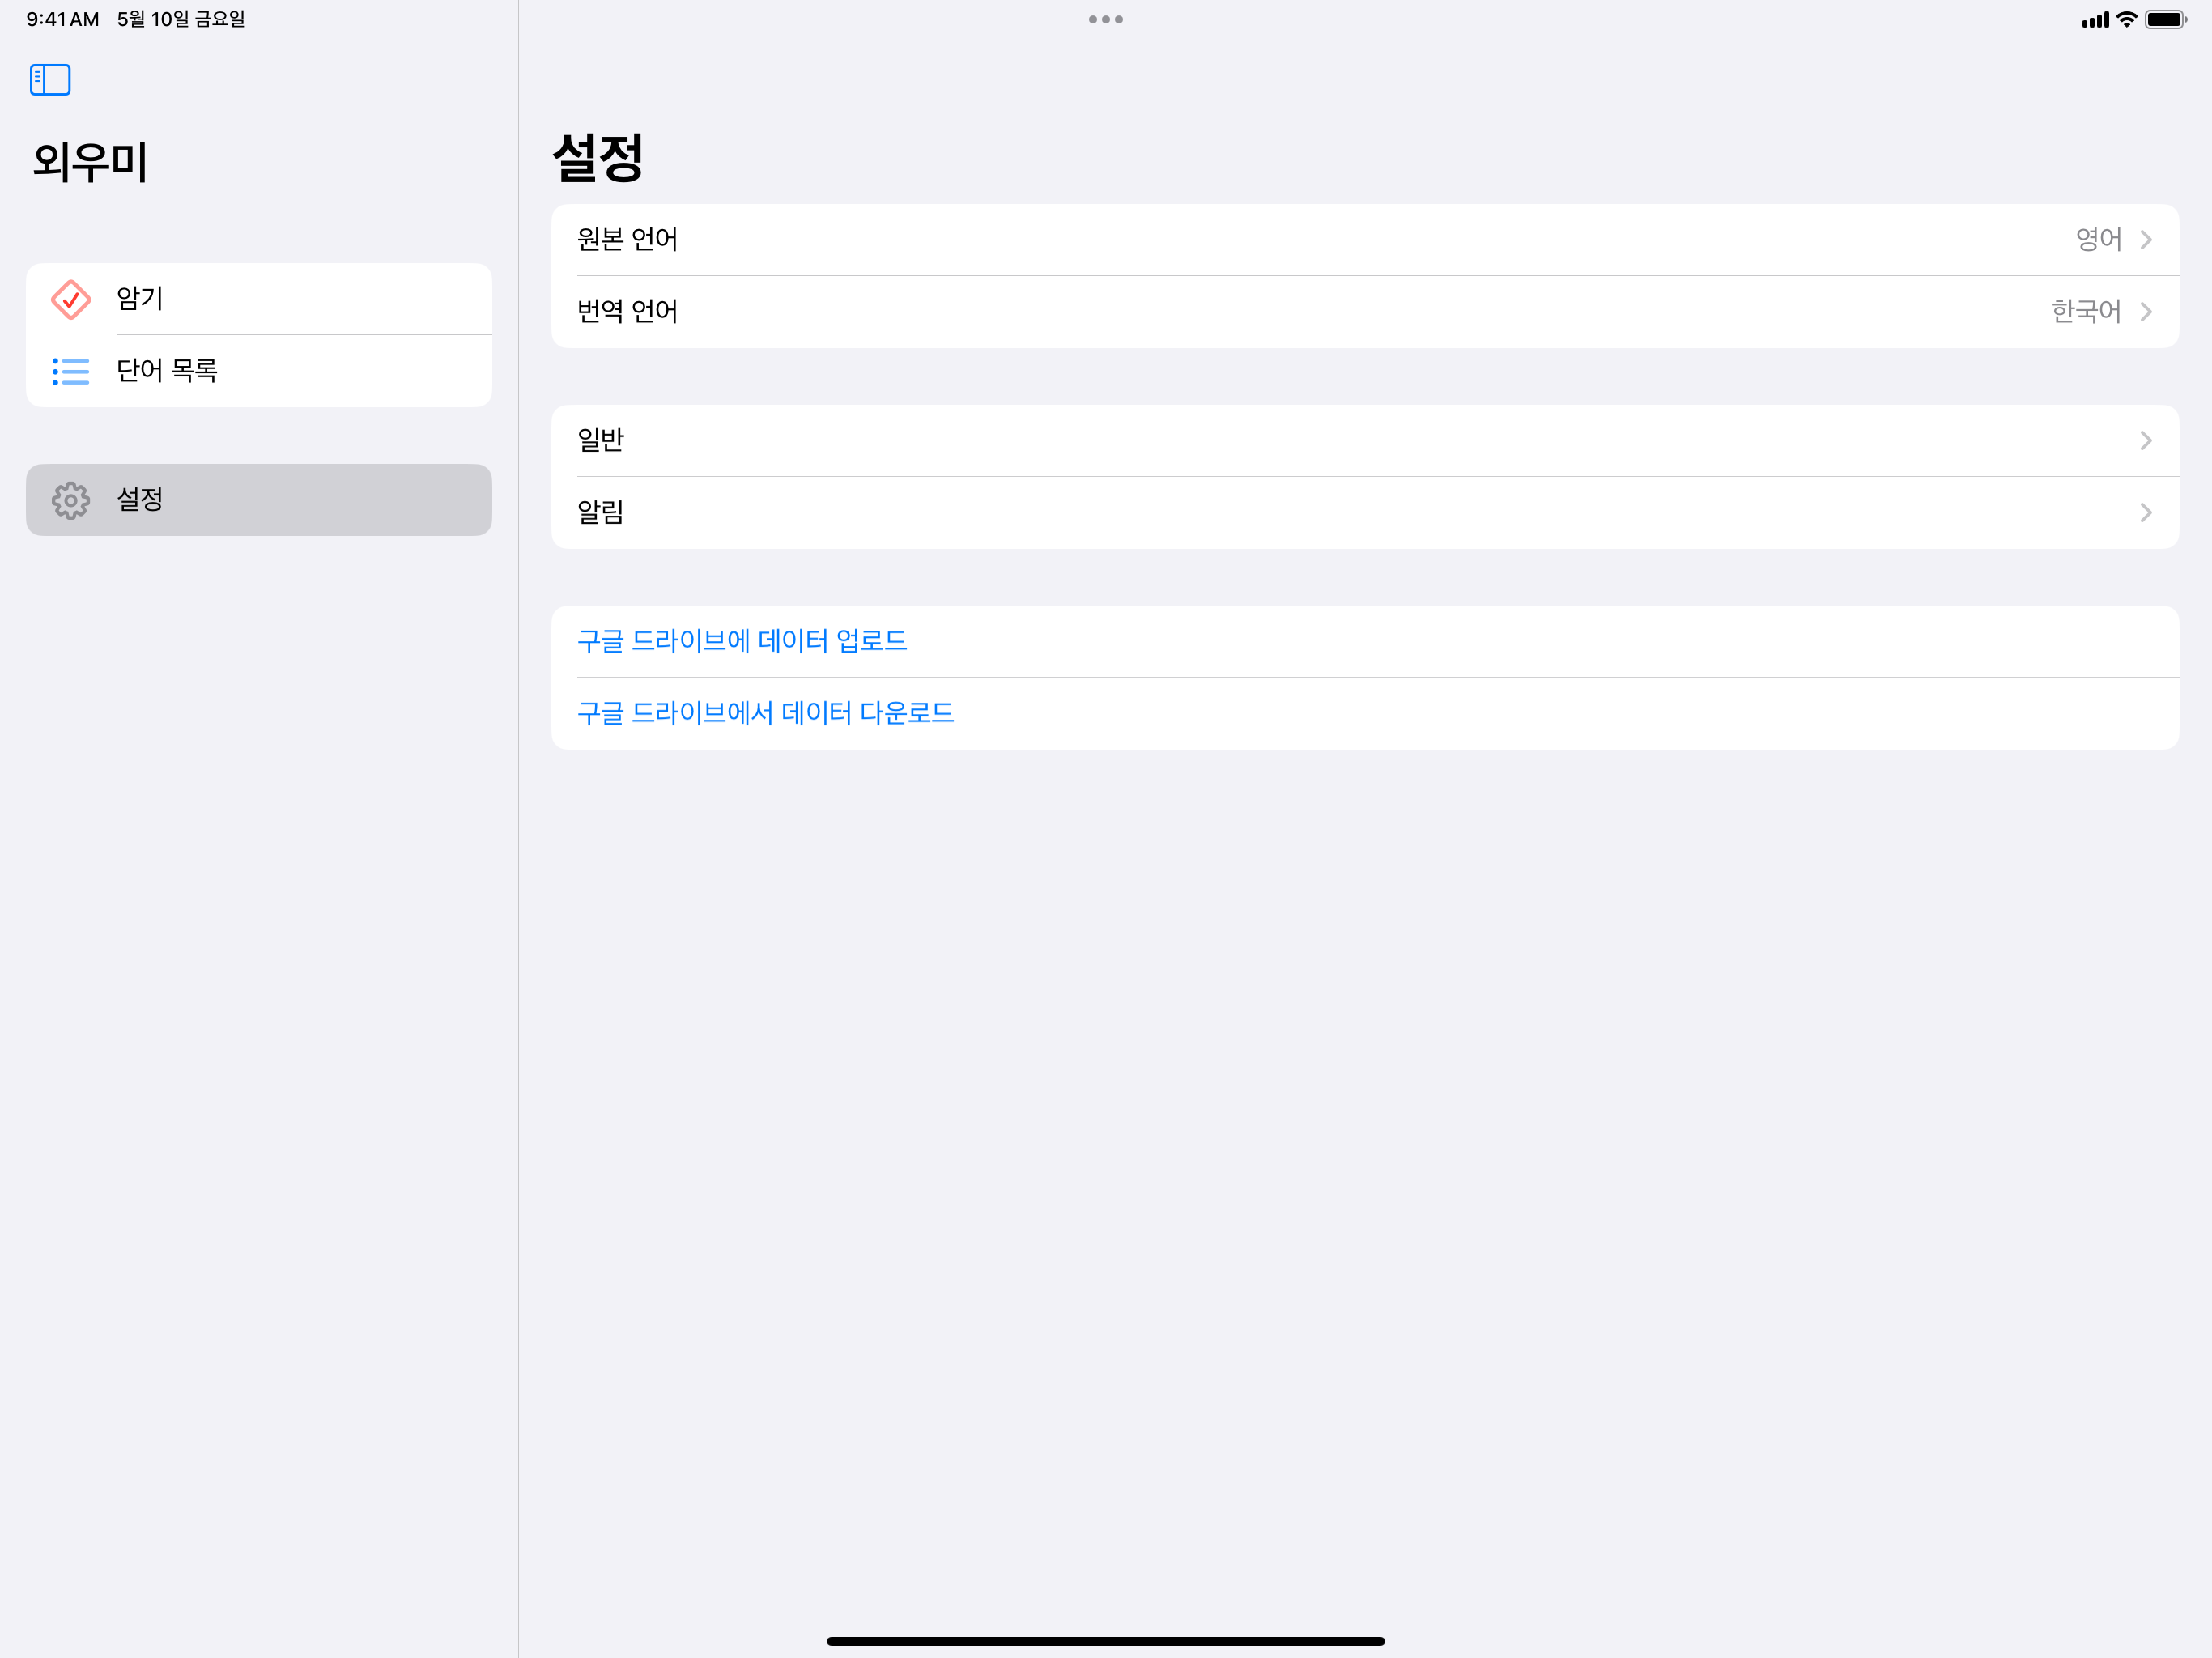 9:41 AM 5월 10일 금요일
외우미
암기
단어 목록
설정
설정
원본 언어 영어
번역 언어 한국어
일반
알림
구글 드라이브에 데이터 업로드
구글 드라이브에서 데이터 다운로드